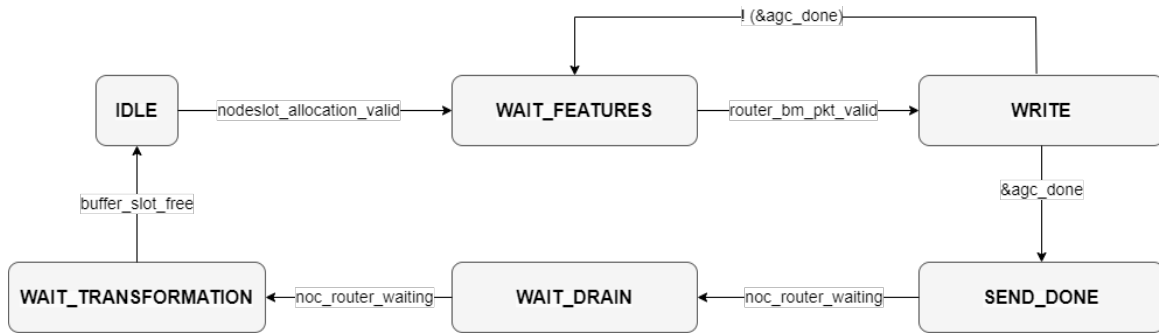 ! (&agc_done)
IDLE
nodeslot_allocation_valid
WAIT_FEATURES
router_bm_pkt_valid
WRITE
buffer_slot_free
&agc_done
WAIT_TRANSFORMATION
noc_router_waiting
WAIT_DRAIN
noc_router_waiting
SEND_DONE